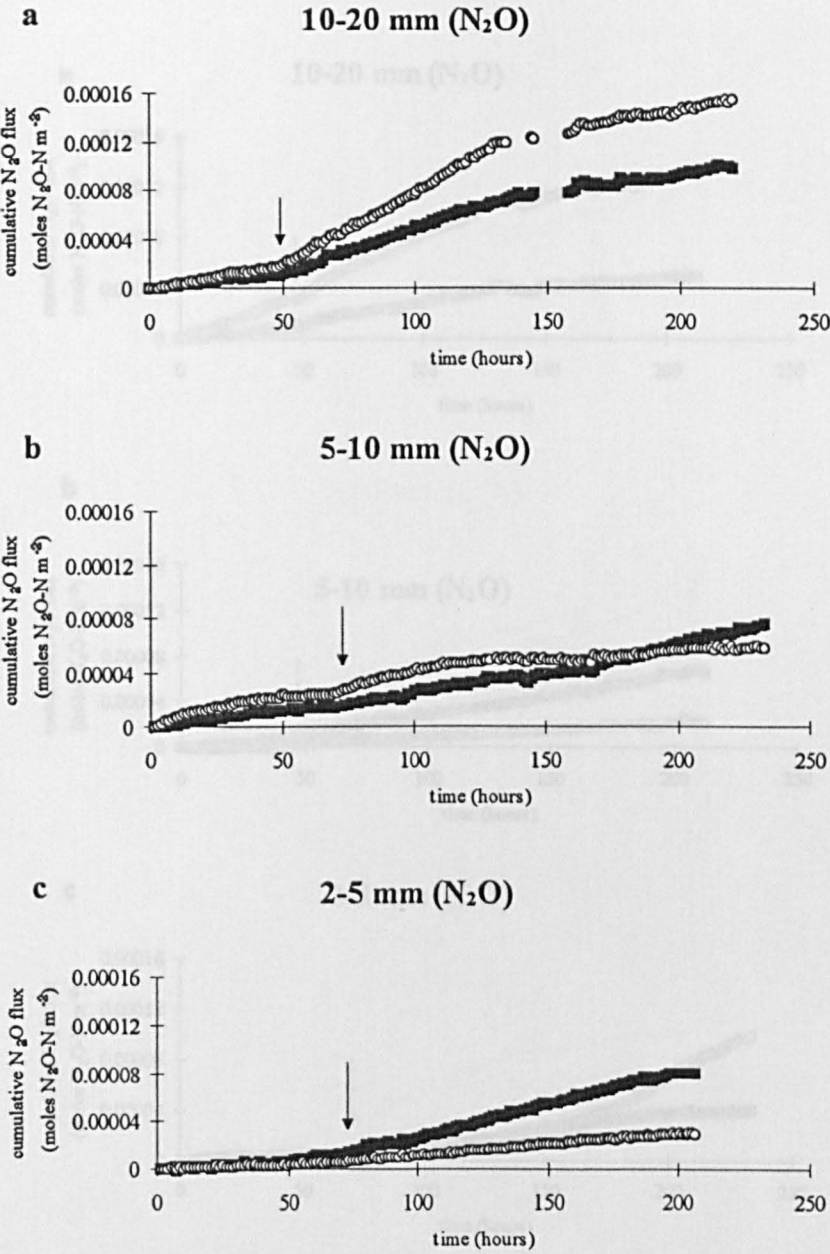 a
10-20 mm (N₂O)
cumulative N₂O flux
(moles N₂O-N m⁻²)
0.00016
0.00012
0.00008
0.00004
0
0 50 100 150 200 250
time (hours)
b
5-10 mm (N₂O)
cumulative N₂O flux
(moles N₂O-N m⁻²)
0.00016
0.00012
0.00008
0.00004
0
0 50 100 150 200 250
time (hours)
c
2-5 mm (N₂O)
cumulative N₂O flux
(moles N₂O-N m⁻²)
0.00016
0.00012
0.00008
0.00004
0
0 50 100 150 200 250
time (hours)